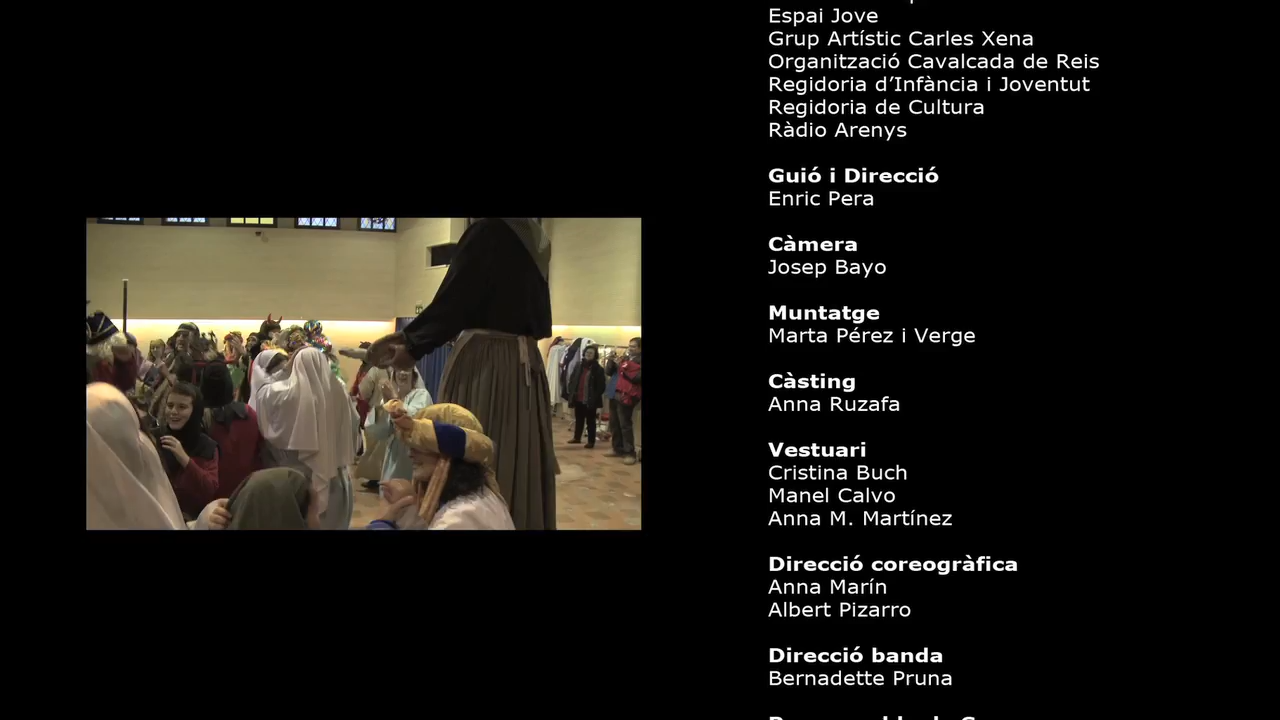 Espai Jove
Grup Artístic Carles Xena
Organització Cavalcada de Reis
Regidoria d’Infància i Joventut
Regidoria de Cultura
Ràdio Arenys
Guió i Direcció
Enric Pera
Càmera
Josep Bayo
Muntatge
Marta Pérez i Verge
Càsting
Anna Ruzafa
Vestuari
Cristina Buch
Manel Calvo
Anna M. Martínez
Direcció coreogràfica
Anna Marín
Albert Pizarro
Direcció banda
Bernadette Pruna